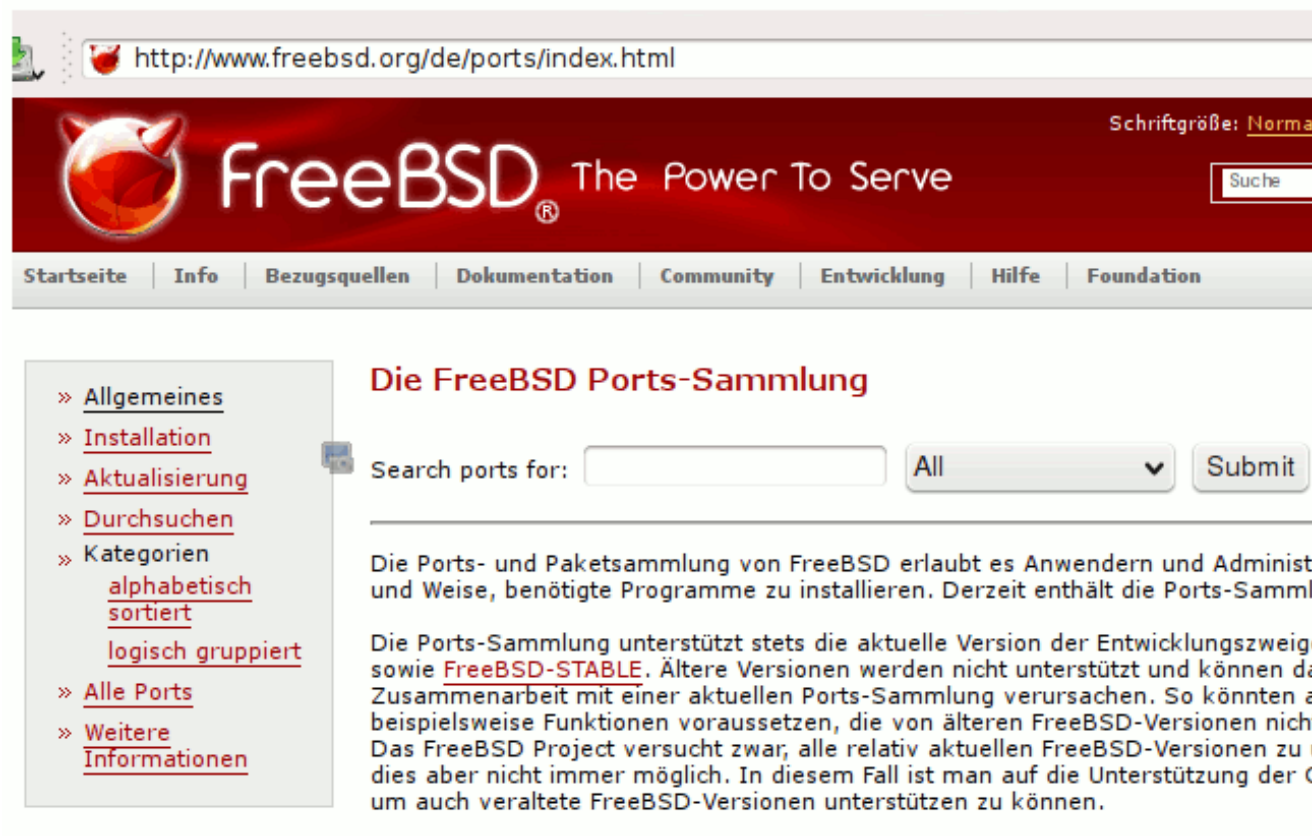 http://www.freebsd.org/de/ports/index.html
Schriftgröße: Norma
FreeBSD® The Power To Serve
Suche
Startseite Info Bezugsquellen Dokumentation Community Entwicklung Hilfe Foundation
» Allgemeines
» Installation
» Aktualisierung
» Durchsuchen
» Kategorien
alphabetisch
sortiert
logisch gruppiert
» Alle Ports
» Weitere
Informationen
Die FreeBSD Ports-Sammlung
Search ports for: All Submit
Die Ports- und Paketsammlung von FreeBSD erlaubt es Anwendern und Administ
und Weise, benötigte Programme zu installieren. Derzeit enthält die Ports-Samml
Die Ports-Sammlung unterstützt stets die aktuelle Version der Entwicklungszweig
sowie FreeBSD-STABLE. Ältere Versionen werden nicht unterstützt und können da
Zusammenarbeit mit einer aktuellen Ports-Sammlung verursachen. So könnten a
beispielsweise Funktionen voraussetzen, die von älteren FreeBSD-Versionen nich
Das FreeBSD Project versucht zwar, alle relativ aktuellen FreeBSD-Versionen zu
dies aber nicht immer möglich. In diesem Fall ist man auf die Unterstützung der
um auch veraltete FreeBSD-Versionen unterstützen zu können.